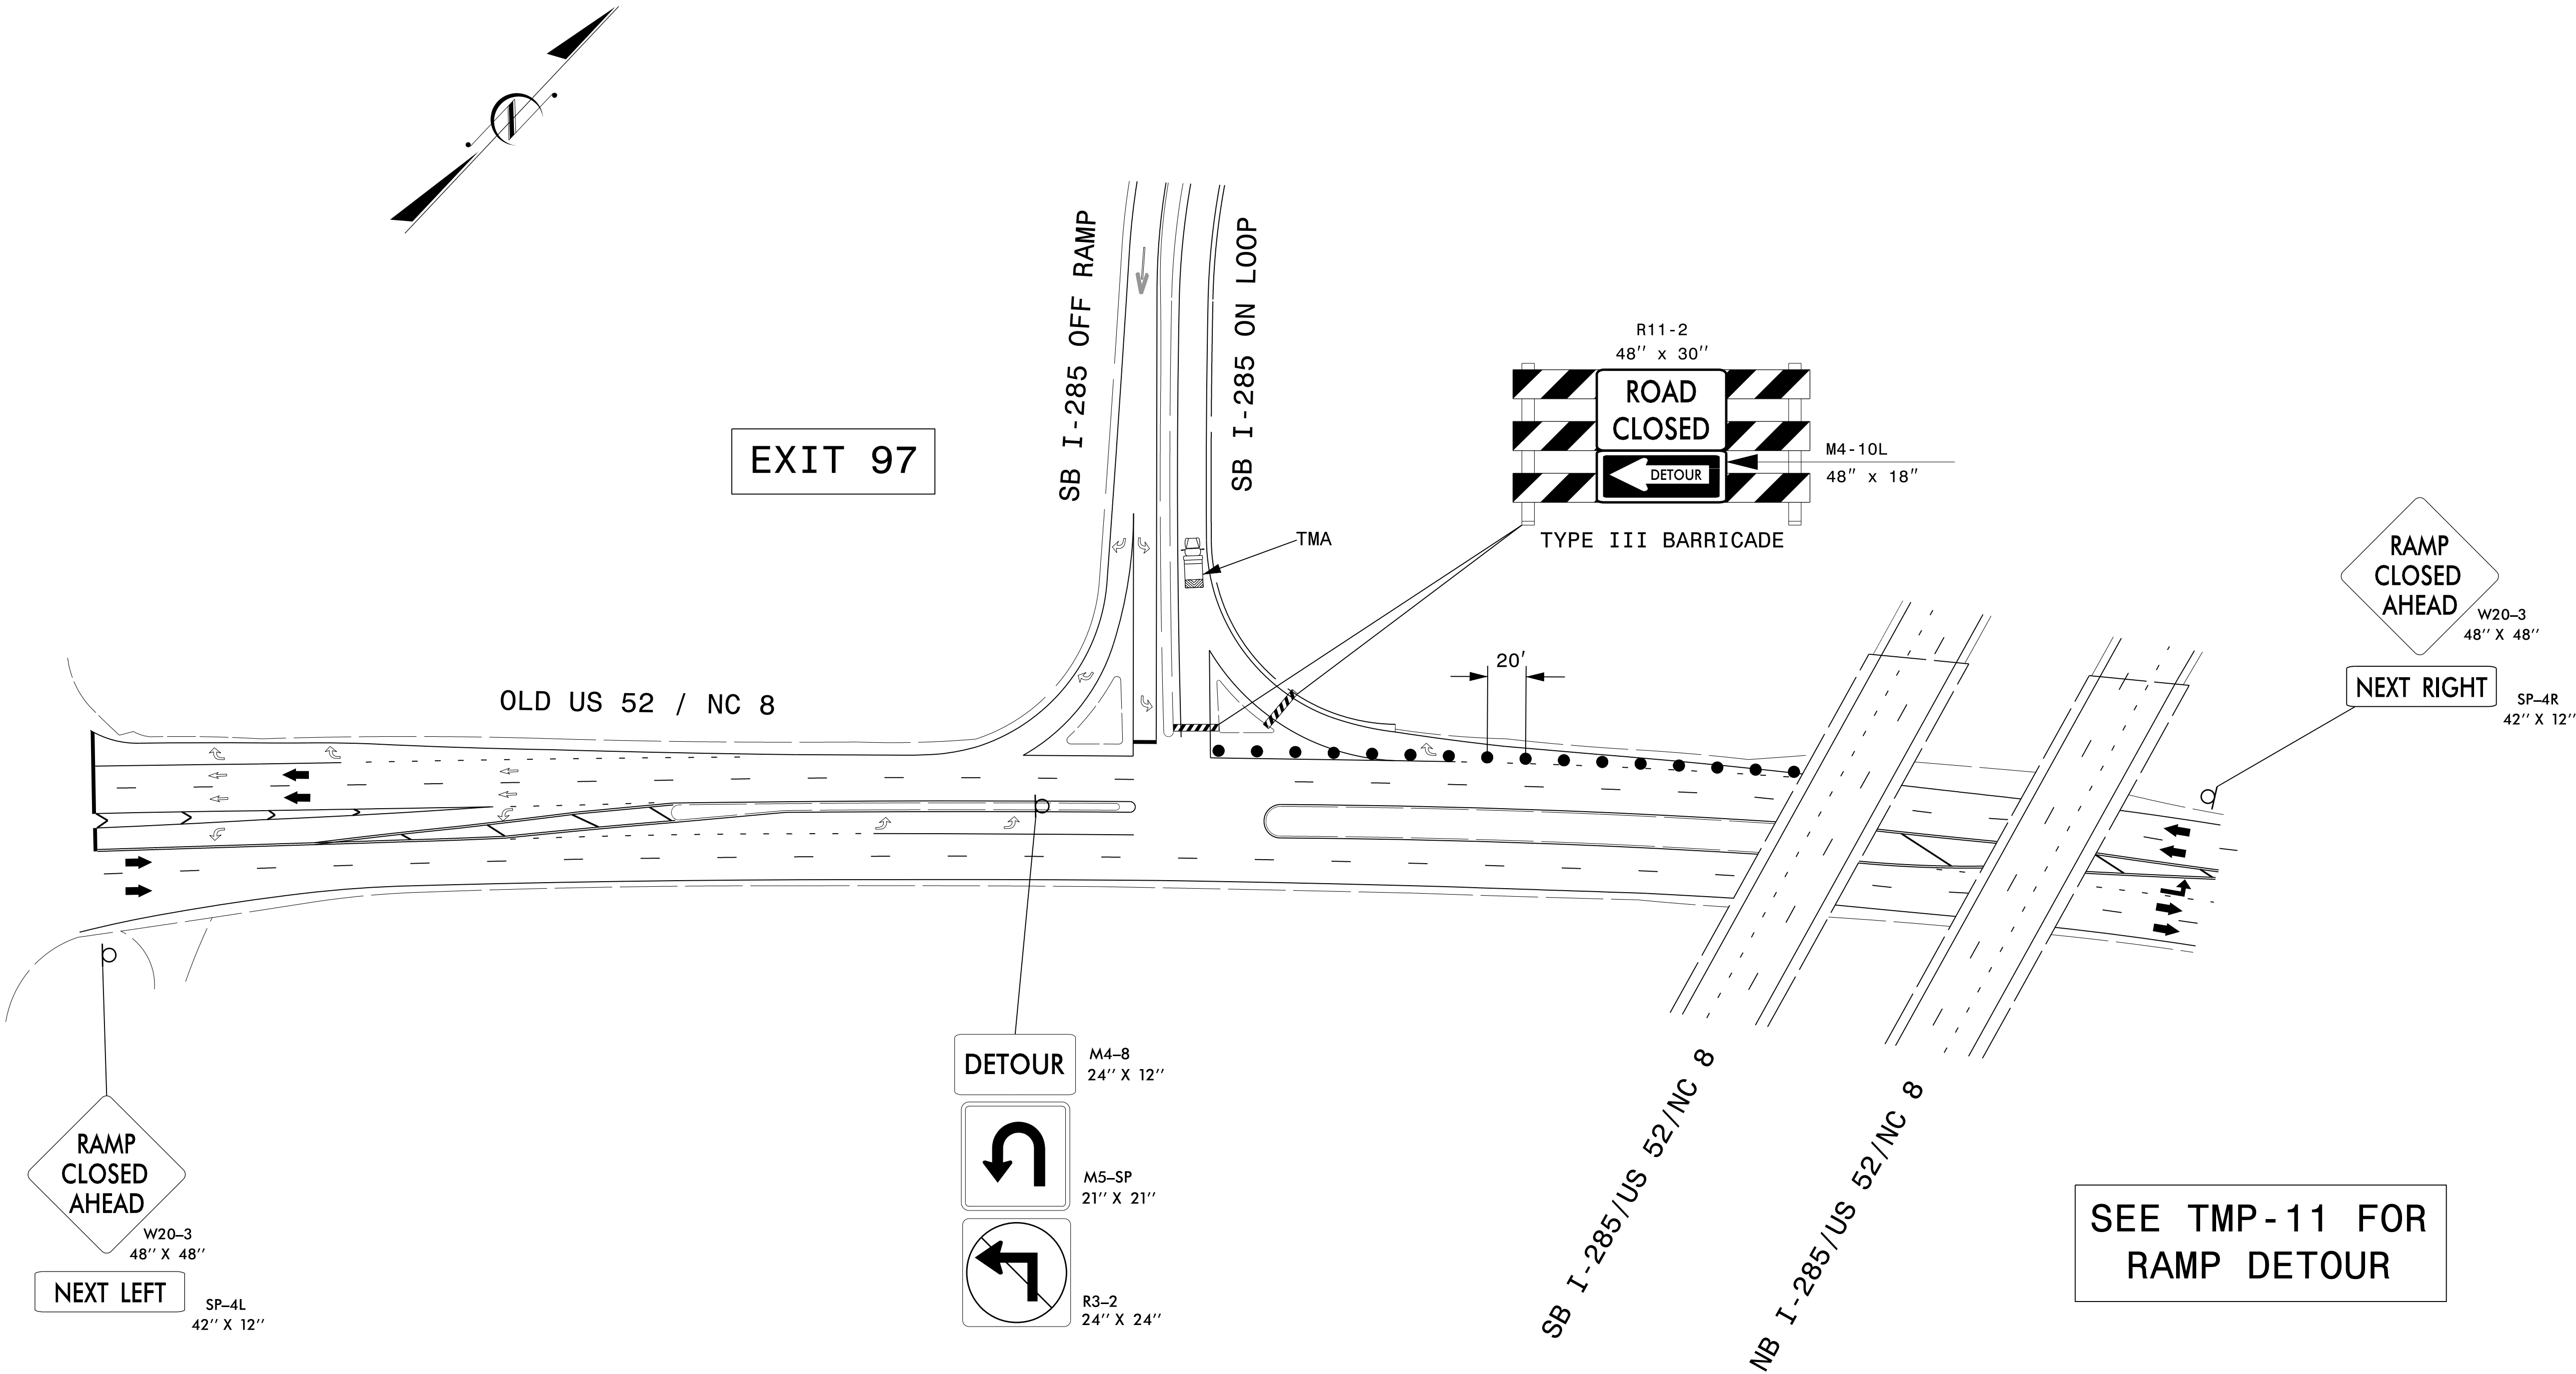 SB I-285 OFF RAMP
SB I-285 ON LOOP
EXIT 97
R11-2
48'' x 30''
ROAD
CLOSED
DETOUR
M4-10L
48'' x 18''
TYPE III BARRICADE
TMA
RAMP
CLOSED
AHEAD
W20-3
48'' X 48''
NEXT RIGHT
SP-4R
42'' X 12''
20'
OLD US 52 / NC 8
DETOUR
M4-8
24'' X 12''
M5-SP
21'' X 21''
R3-2
24'' X 24''
RAMP
CLOSED
AHEAD
W20-3
48'' X 48''
NEXT LEFT
SP-4L
42'' X 12''
SB I-285/US 52/NC 8
NB I-285/US 52/NC 8
SEE TMP-11 FOR
RAMP DETOUR